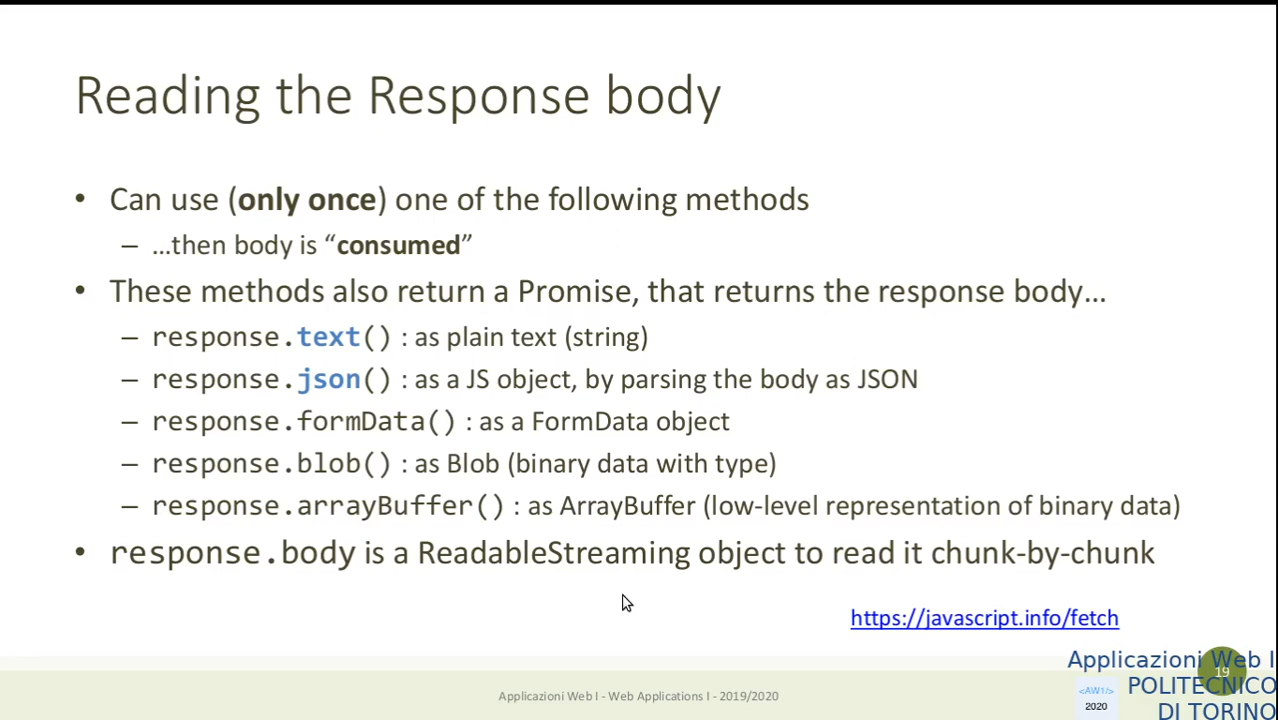 Reading the Response body
• Can use (only once) one of the following methods
– …then body is “consumed”
• These methods also return a Promise, that returns the response body…
– response.text() : as plain text (string)
– response.json() : as a JS object, by parsing the body as JSON
– response.formData() : as a FormData object
– response.blob() : as Blob (binary data with type)
– response.arrayBuffer() : as ArrayBuffer (low-level representation of binary data)
• response.body is a ReadableStreaming object to read it chunk-by-chunk
https://javascript.info/fetch
Applicazioni Web I - Web Applications I - 2019/2020
19
<AW1/>
2020
Applicazioni Web I
POLITECNICO
DI TORINO